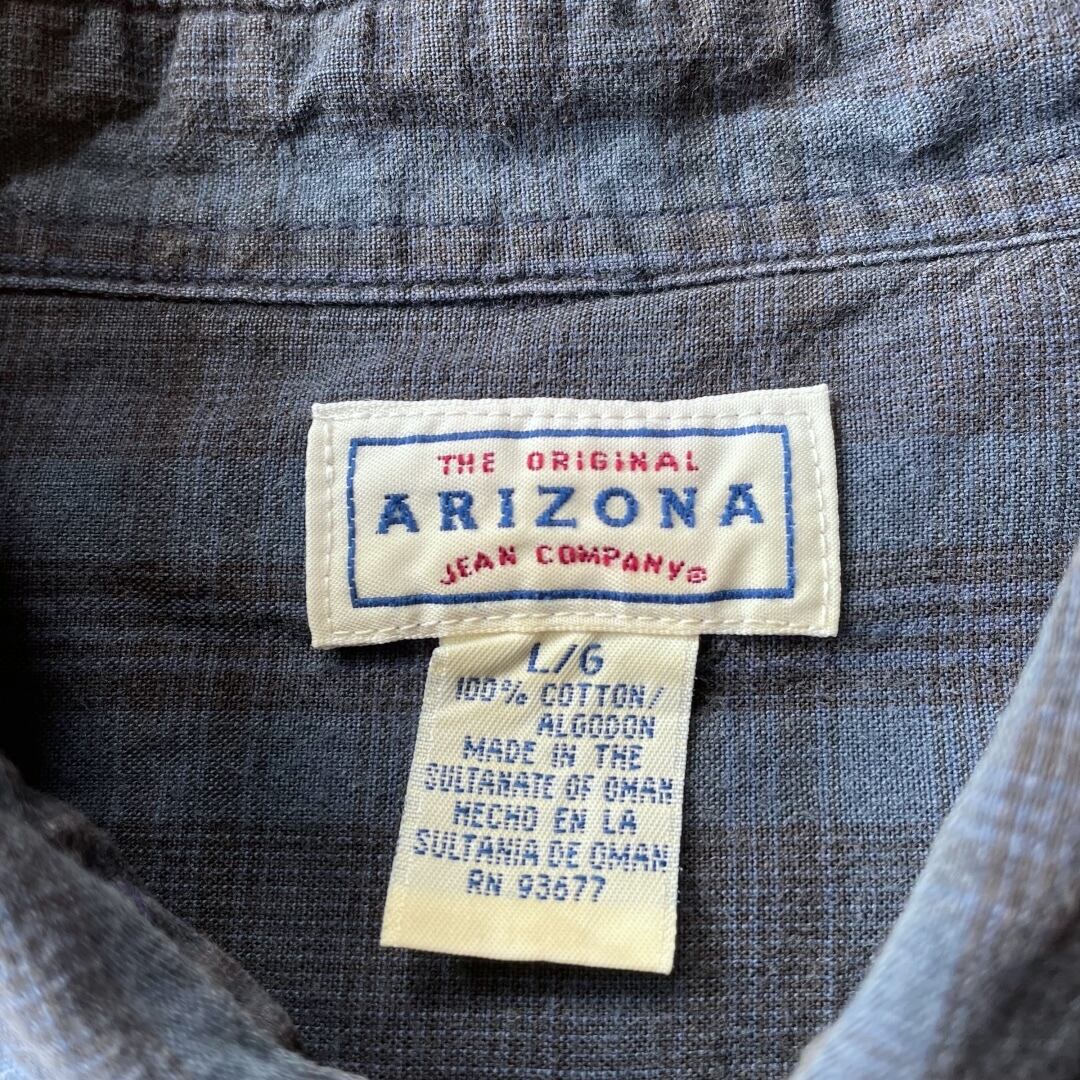 THE ORIGINAL
ARIZONA
JEAN COMPANY®
L/G
100% COTTON/
ALGODON
MADE IN THE
SULTANATE OF OMAN
HECHO EN LA
SULTANIA DE OMAN
RN 93677